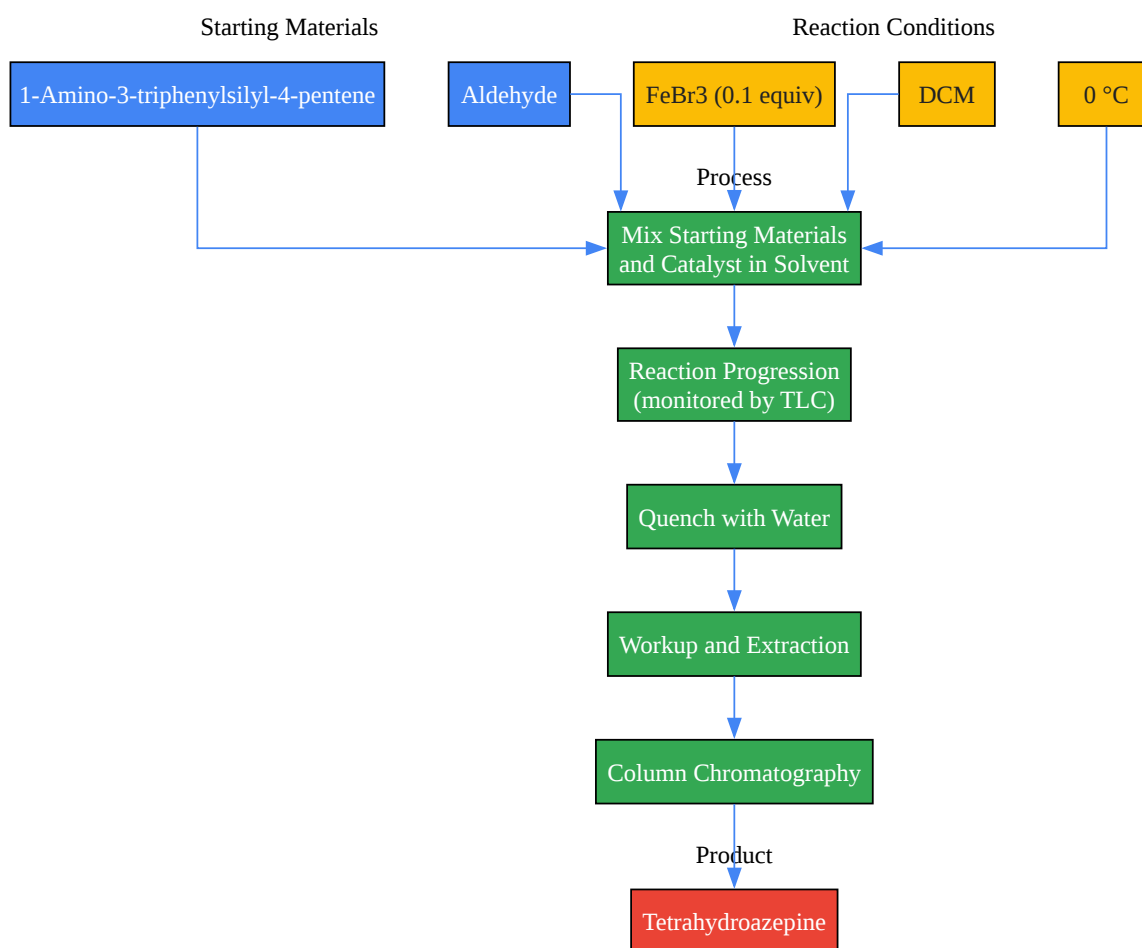 Starting Materials
Reaction Conditions
1-Amino-3-triphenylsilyl-4-pentene
Aldehyde
FeBr3 (0.1 equiv)
DCM
0 °C
Process
Mix Starting Materials
and Catalyst in Solvent
Reaction Progression
(monitored by TLC)
Quench with Water
Workup and Extraction
Column Chromatography
Product
Tetrahydroazepine